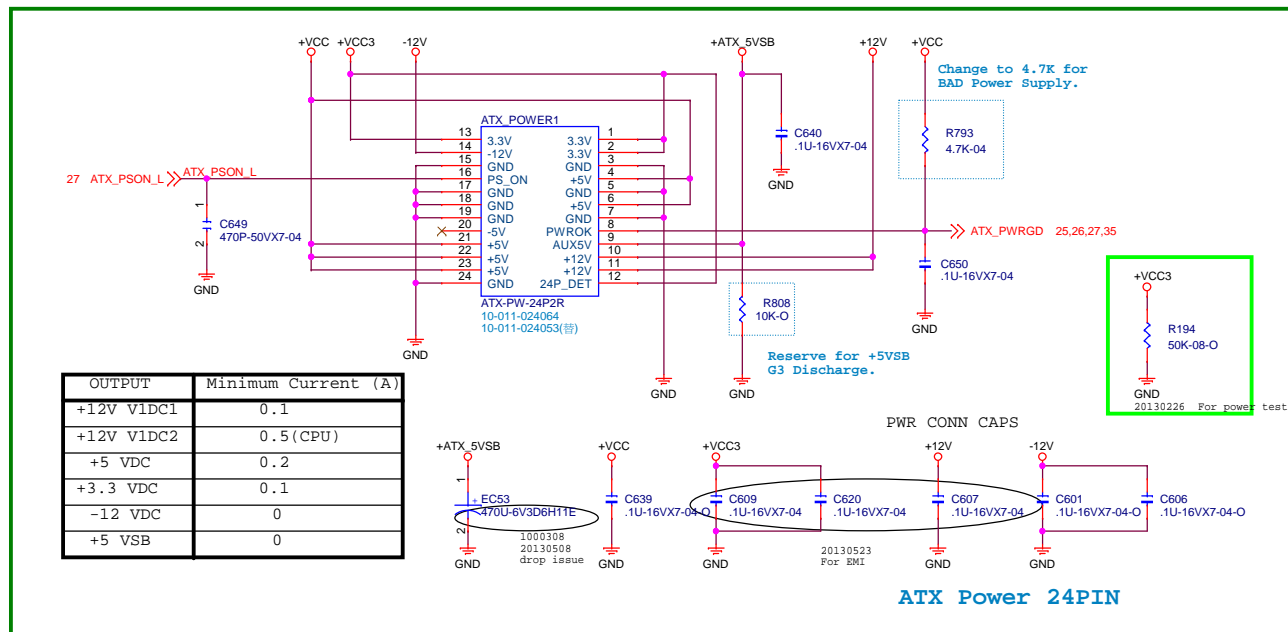 +VCC +VCC3 -12V +ATX_5VSB +12V +VCC
Change to 4.7K for
BAD Power Supply.
ATX_POWER1
13 3.3V 3.3V 1
14 -12V 3.3V 2
15 GND GND 3
16 PS_ON +5V 4
17 GND GND 5
18 GND +5V 6
19 GND GND 7
20 -5V PWROK 8
21 +5V AUX5V 9
22 +5V +12V 10
23 +5V +12V 11
24 GND 24P_DET 12
ATX-PW-24P2R
10-011-024064
10-011-024053(替)
27 ATX_PSON_L ATX_PSON_L
1
C649
470P-50VX7-04
2
GND
GND
C640
.1U-16VX7-04
GND
R793
4.7K-04
ATX_PWRGD 25,26,27,35
C650
.1U-16VX7-04
GND
R808
10K-O
Reserve for +5VSB
G3 Discharge.
GND
GND
+VCC3
R194
50K-08-O
GND
20130226 For power test
OUTPUT Minimum Current (A)
+12V V1DC1 0.1
+12V V1DC2 0.5(CPU)
+5 VDC 0.2
+3.3 VDC 0.1
-12 VDC 0
+5 VSB 0
PWR CONN CAPS
+ATX_5VSB +VCC +VCC3 +12V -12V
1
+
EC53
470U-6V3D6H11E
2
GND
1000308
20130508
drop issue
C639
.1U-16VX7-04-O
GND
C609
.1U-16VX7-04
GND
C620
.1U-16VX7-04
20130523
For EMI
C607
.1U-16VX7-04
GND
C601
.1U-16VX7-04-O
GND
C606
.1U-16VX7-04-O
ATX Power 24PIN